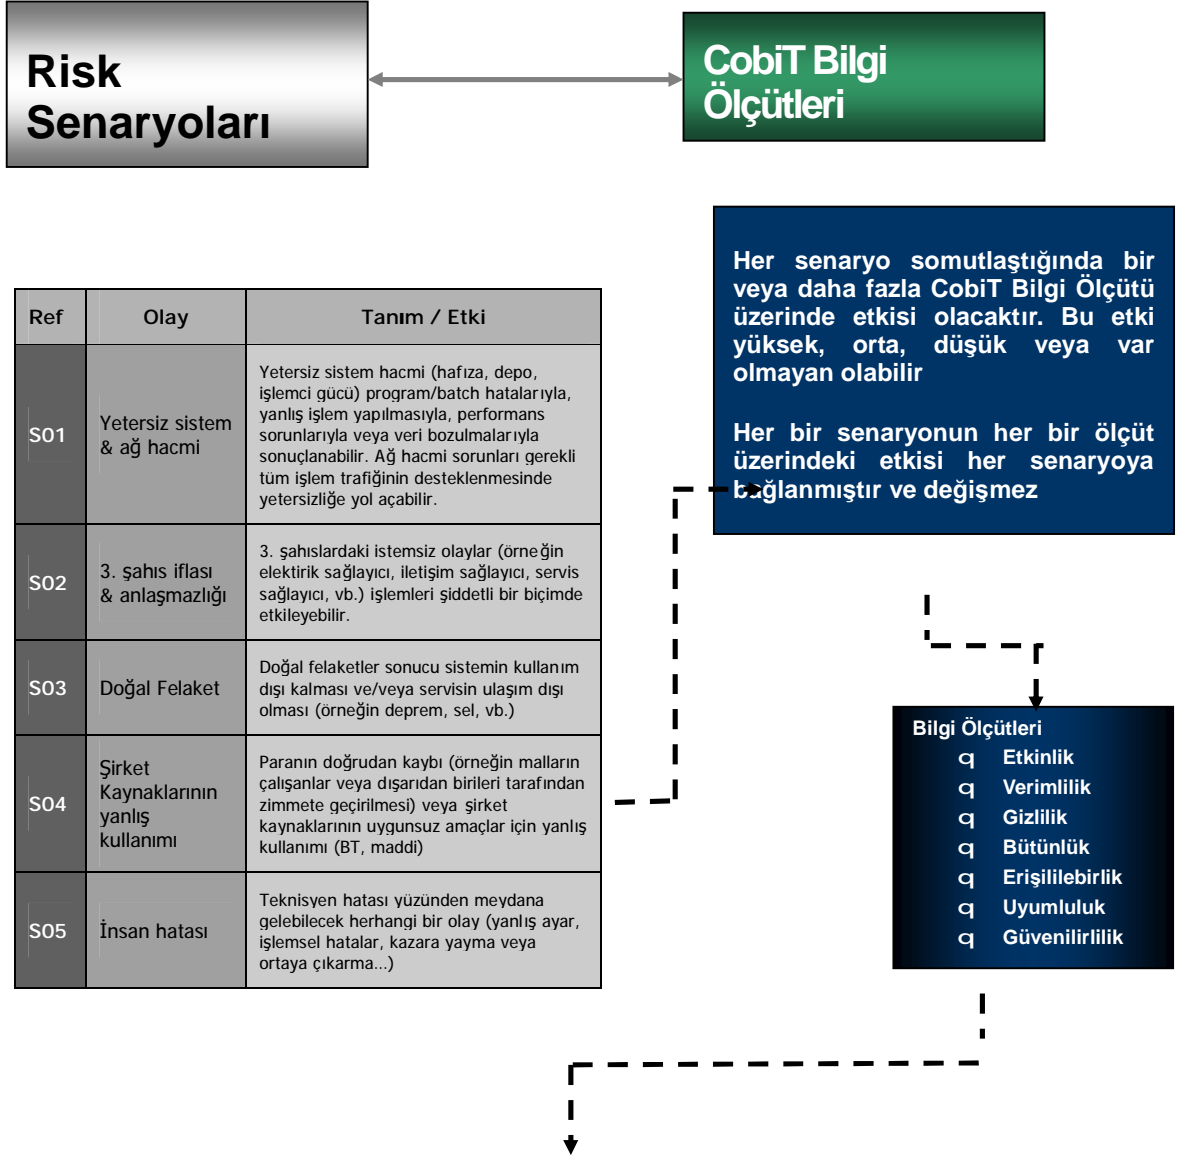 Risk
Senaryoları
CobiT Bilgi
Ölçütleri
Her senaryo somutlaştığında bir
veya daha fazla CobiT Bilgi Ölçütü
üzerinde etkisi olacaktır. Bu etki
yüksek, orta, düşük veya var
olmayan olabilir
Her bir senaryonun her bir ölçüt
üzerindeki etkisi her senaryoya
bağlanmıştır ve değişmez
Ref Olay Tanım / Etki
S01
Yetersiz sistem
& ağ hacmi
Yetersiz sistem hacmi (hafıza, depo,
işlemci gücü) program/batch hatalarıyla,
yanlış işlem yapılmasıyla, performans
sorunlarıyla veya veri bozulmalarıyla
sonuçlanabilir. Ağ hacmi sorunları gerekli
tüm işlem trafiğinin desteklenmesinde
yetersizliğe yol açabilir.
S02
3. şahıs iflası
& anlaşmazlığı
3. şahıslardaki istemsiz olaylar (örneğin
elektirik sağlayıcı, iletişim sağlayıcı, servis
sağlayıcı, vb.) işlemleri şiddetli bir biçimde
etkileyebilir.
S03
Doğal Felaket
Doğal felaketler sonucu sistemin kullanım
dışı kalması ve/veya servisin ulaşım dışı
olması (örneğin deprem, sel, vb.)
S04
Şirket
Kaynaklarının
yanlış
kullanımı
Paranın doğrudan kaybı (örneğin malların
çalışanlar veya dışarıdan birileri tarafından
zimmete geçirilmesi) veya şirket
kaynaklarının uygunsuz amaçlar için yanlış
kullanımı (BT, maddi)
S05
İnsan hatası
Teknisyen hatası yüzünden meydana
gelebilecek herhangi bir olay (yanlış ayar,
işlemsel hatalar, kazara yayma veya
ortaya çıkarma...)
Bilgi Ölçütleri
q Etkinlik
q Verimlilik
q Gizlilik
q Bütünlük
q Erişililebirlik
q Uyumluluk
q Güvenilirlilik